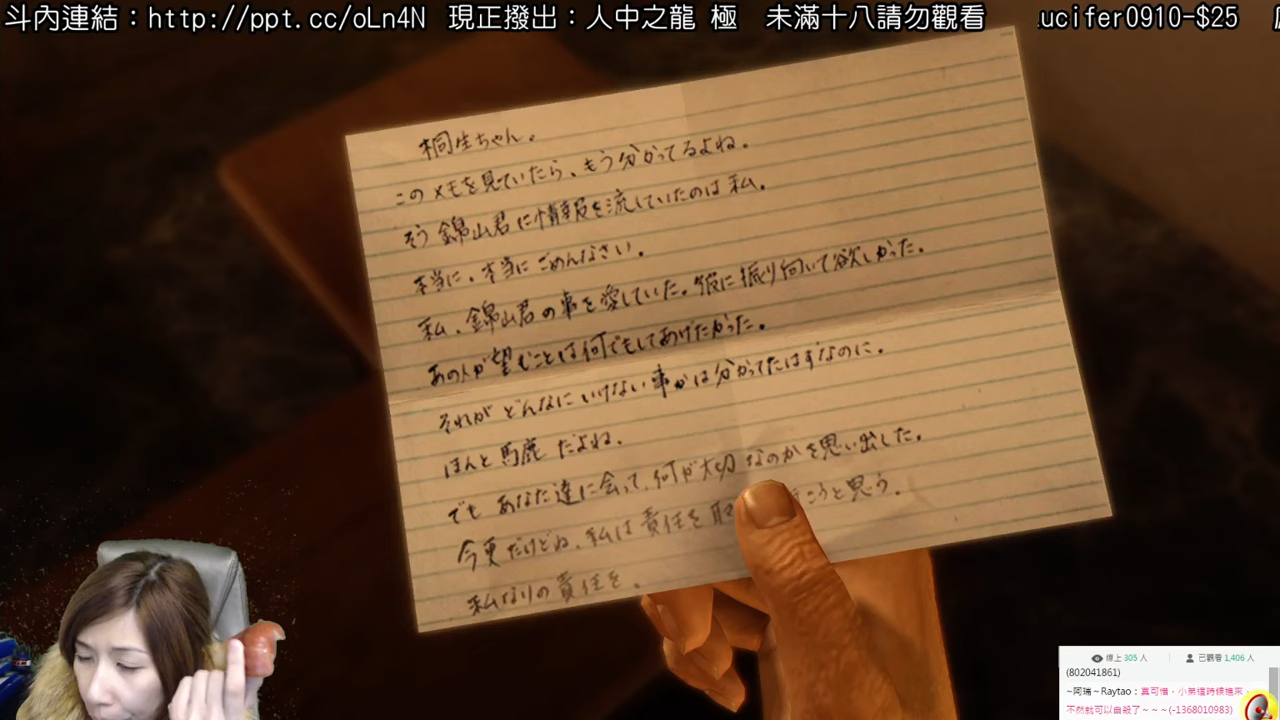 斗內連結：http://ppt.cc/oLn4N 現正撥出：人中之龍 極 未滿十八請勿觀看 ucifer0910-$25
桐生ちゃん。
このメモを見ていたら、もう分かってるよね。
そう錦山君に情報を流していたのは私。
本当に、本当にごめんなさい。
私、錦山君の事を愛していた。彼に振り向いて欲しかった。
あの人が望むことは何でもしてあげたかった。
それがどんなにいけない事かは分かってたはずなのに。
ほんと馬鹿だよね。
でもあなた達に会って、何が大切なのかを思い出した。
今更だけどね、私は責任を取 こうと思う。
私なりの責任を。
線上 305 人 已觀看 1,406 人
(802041861)
~阿瑞~Raytao：真可惜，小弟這時候進來，
不然就可以自殺了~~~(-1368010983)